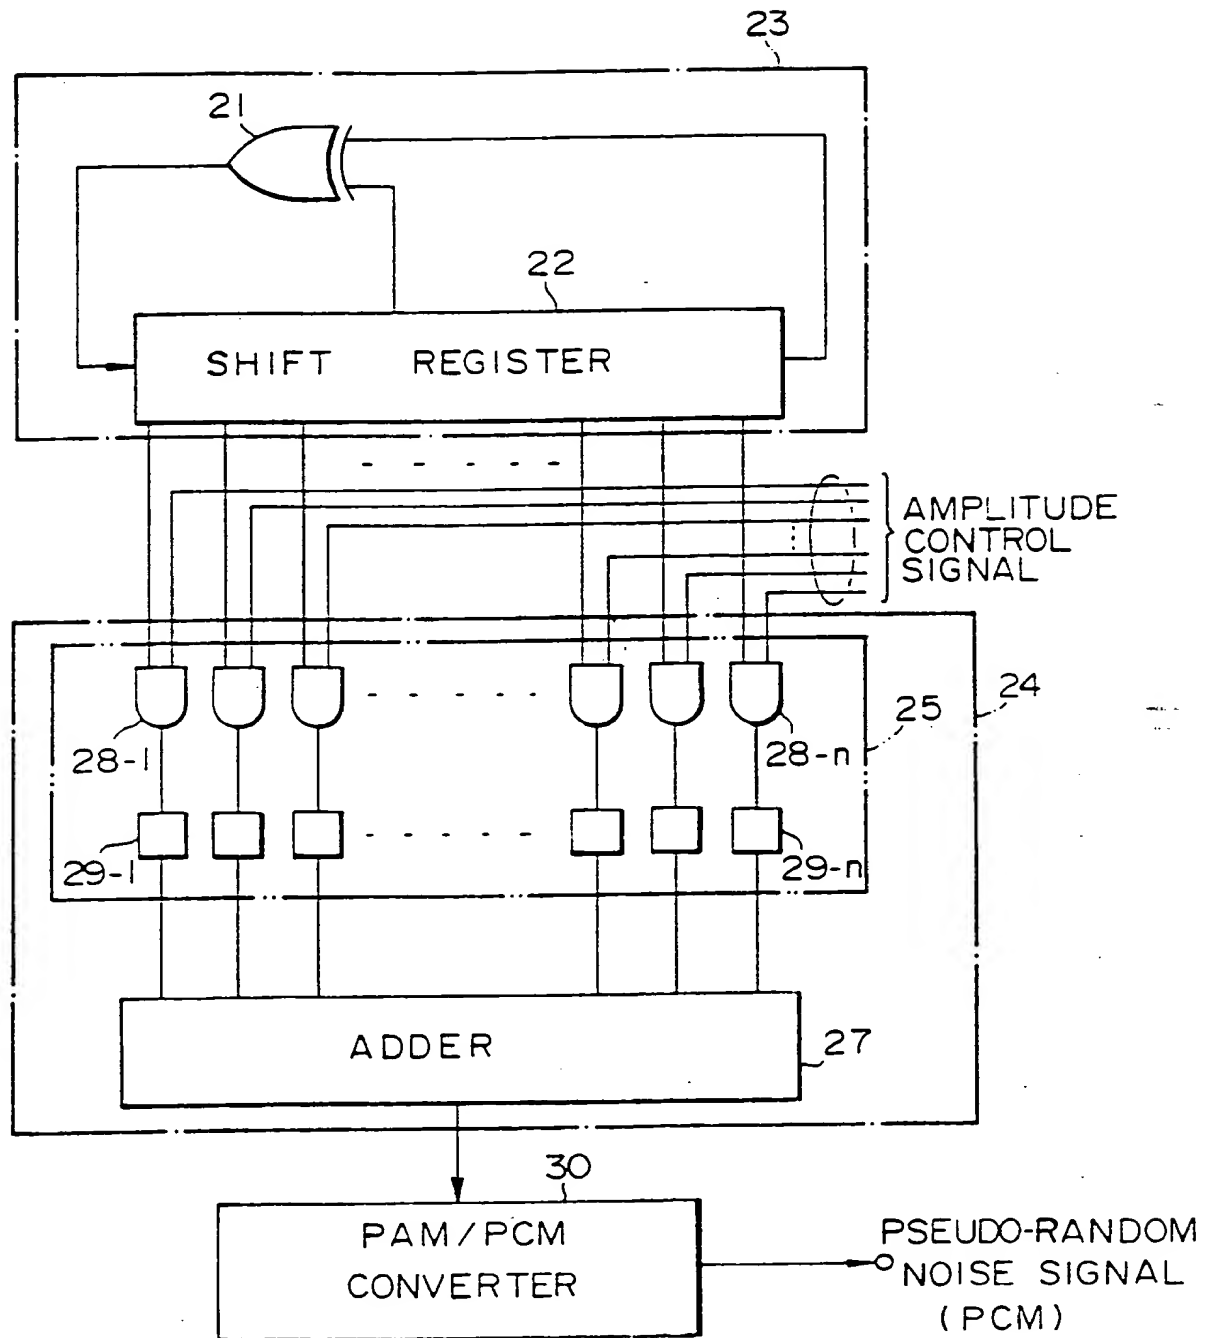 23
21
22
SHIFT REGISTER
AMPLITUDE
CONTROL
SIGNAL
24
25
28-1
28-n
29-1
29-n
ADDER
27
30
PAM/PCM
CONVERTER
PSEUDO-RANDOM
NOISE SIGNAL
(PCM)